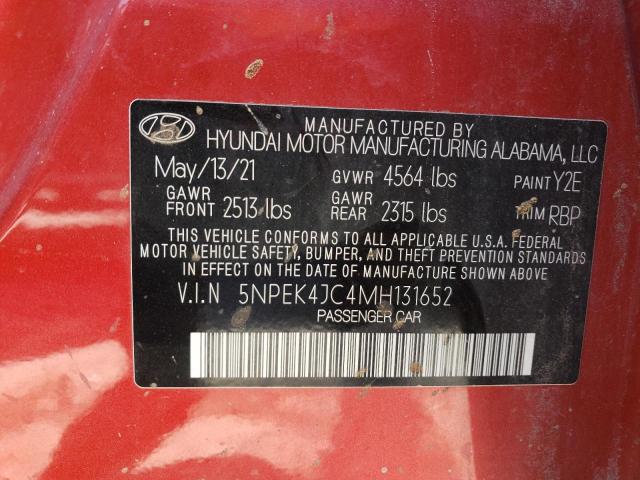 MANUFACTURED BY
HYUNDAI MOTOR MANUFACTURING ALABAMA, LLC
May/13/21 GVWR 4564 lbs PAINT Y2E
GAWR FRONT 2513 lbs GAWR REAR 2315 lbs TRIM RBP
THIS VEHICLE CONFORMS TO ALL APPLICABLE U.S.A. FEDERAL
MOTOR VEHICLE SAFETY, BUMPER, AND THEFT PREVENTION STANDARDS
IN EFFECT ON THE DATE OF MANUFACTURE SHOWN ABOVE
V.I.N 5NPEK4JC4MH131652
PASSENGER CAR